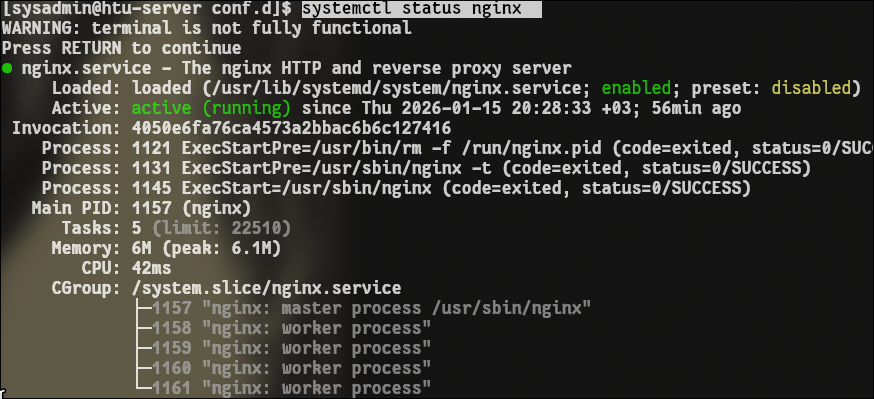 [sysadmin@htu-server conf.d]$ systemctl status nginx
WARNING: terminal is not fully functional
Press RETURN to continue
● nginx.service – The nginx HTTP and reverse proxy server
Loaded: loaded (/usr/lib/systemd/system/nginx.service; enabled; preset: disabled)
Active: active (running) since Thu 2026-01-15 20:28:33 +03; 56min ago
Invocation: 4050e6fa76ca4573a2bbac6b6c127416
Process: 1121 ExecStartPre=/usr/bin/rm -f /run/nginx.pid (code=exited, status=0/SUC
Process: 1131 ExecStartPre=/usr/sbin/nginx -t (code=exited, status=0/SUCCESS)
Process: 1145 ExecStart=/usr/sbin/nginx (code=exited, status=0/SUCCESS)
Main PID: 1157 (nginx)
Tasks: 5 (limit: 22510)
Memory: 6M (peak: 6.1M)
CPU: 42ms
CGroup: /system.slice/nginx.service
├─1157 "nginx: master process /usr/sbin/nginx"
├─1158 "nginx: worker process"
├─1159 "nginx: worker process"
├─1160 "nginx: worker process"
└─1161 "nginx: worker process"